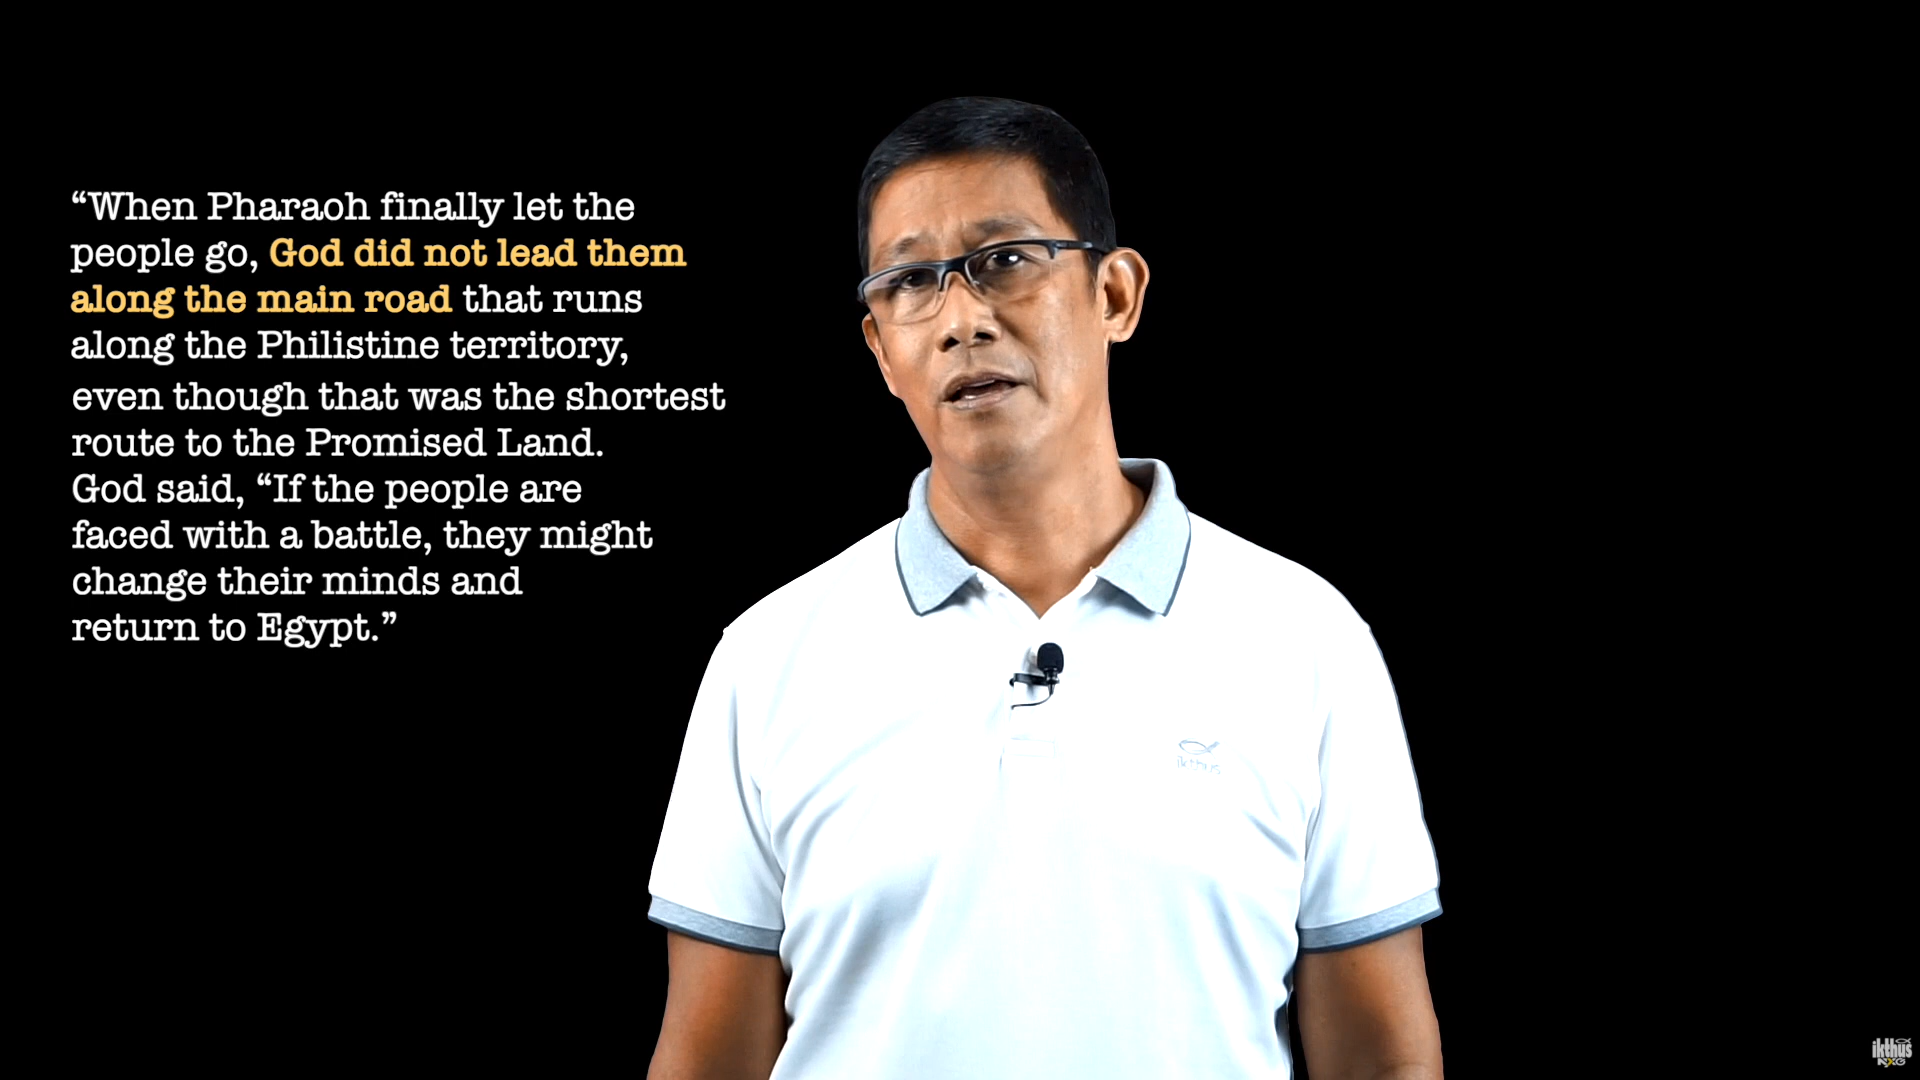 “When Pharaoh finally let the
people go, God did not lead them
along the main road that runs
along the Philistine territory,
even though that was the shortest
route to the Promised Land.
God said, “If the people are
faced with a battle, they might
change their minds and
return to Egypt.”
ikthus
ikthus
NXG